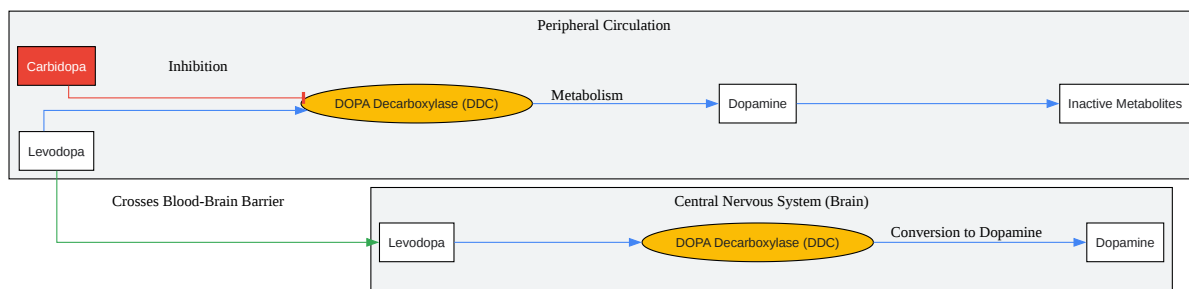 Peripheral Circulation
Carbidopa
Inhibition
DOPA Decarboxylase (DDC)
Metabolism
Dopamine
Inactive Metabolites
Levodopa
Crosses Blood-Brain Barrier
Central Nervous System (Brain)
Levodopa
DOPA Decarboxylase (DDC)
Conversion to Dopamine
Dopamine